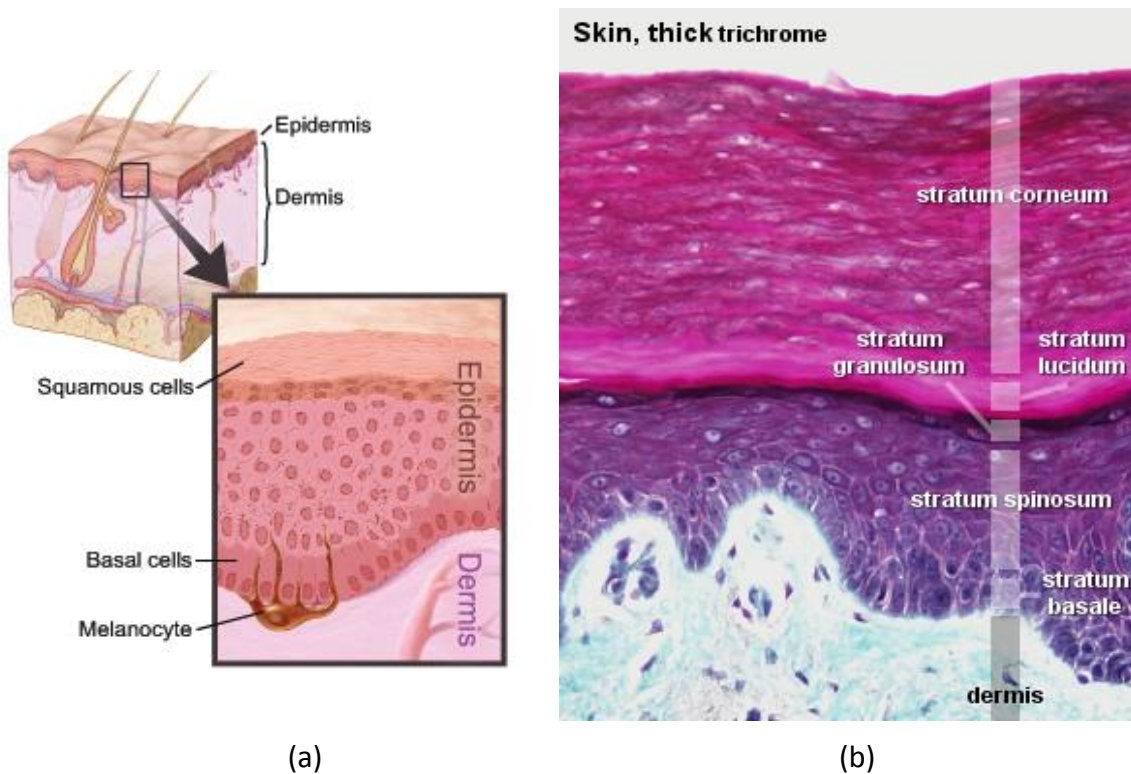 Epidermis
Dermis
Squamous cells
Epidermis
Basal cells
Dermis
Melanocyte
(a)
Skin, thick trichrome
stratum corneum
stratum
granulosum
stratum
lucidum
stratum spinosum
stratum
basale
dermis
(b)